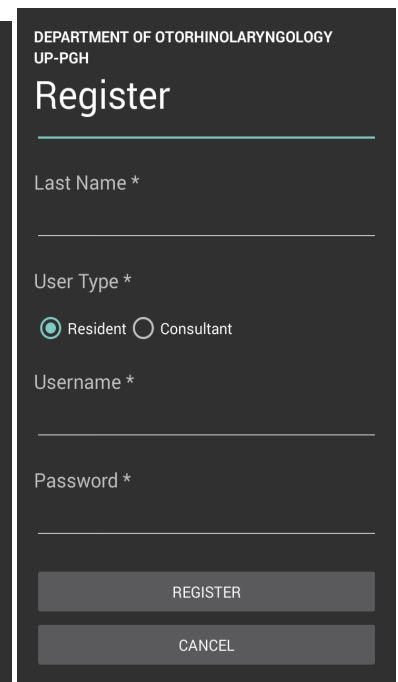 DEPARTMENT OF OTORHINOLARYNGOLOGY
UP-PGH
Register
Last Name *
User Type *
Resident Consultant
Username *
Password *
REGISTER
CANCEL